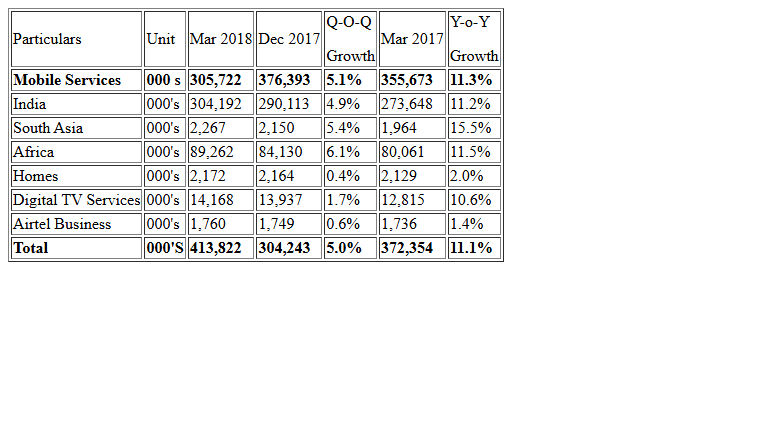 Particulars Unit Mar 2018 Dec 2017 Q-O-Q Growth Mar 2017 Y-o-Y Growth
Mobile Services 000 s 305,722 376,393 5.1% 355,673 11.3%
India 000's 304,192 290,113 4.9% 273,648 11.2%
South Asia 000's 2,267 2,150 5.4% 1,964 15.5%
Africa 000's 89,262 84,130 6.1% 80,061 11.5%
Homes 000's 2,172 2,164 0.4% 2,129 2.0%
Digital TV Services 000's 14,168 13,937 1.7% 12,815 10.6%
Airtel Business 000's 1,760 1,749 0.6% 1,736 1.4%
Total 000'S 413,822 304,243 5.0% 372,354 11.1%